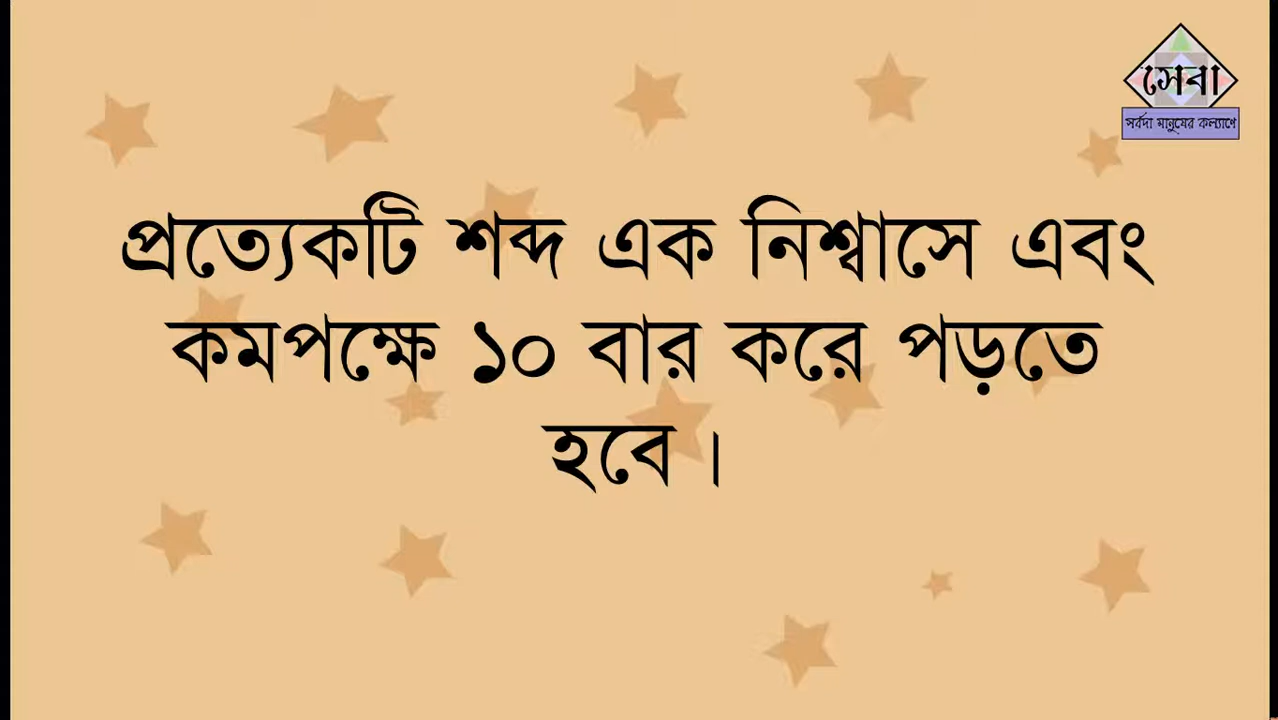 সেবা
সর্বদা মানুষের কল্যাণে
প্রত্যেকটি শব্দ এক নিশ্বাসে এবং
কমপক্ষে ১০ বার করে পড়তে
হবে।